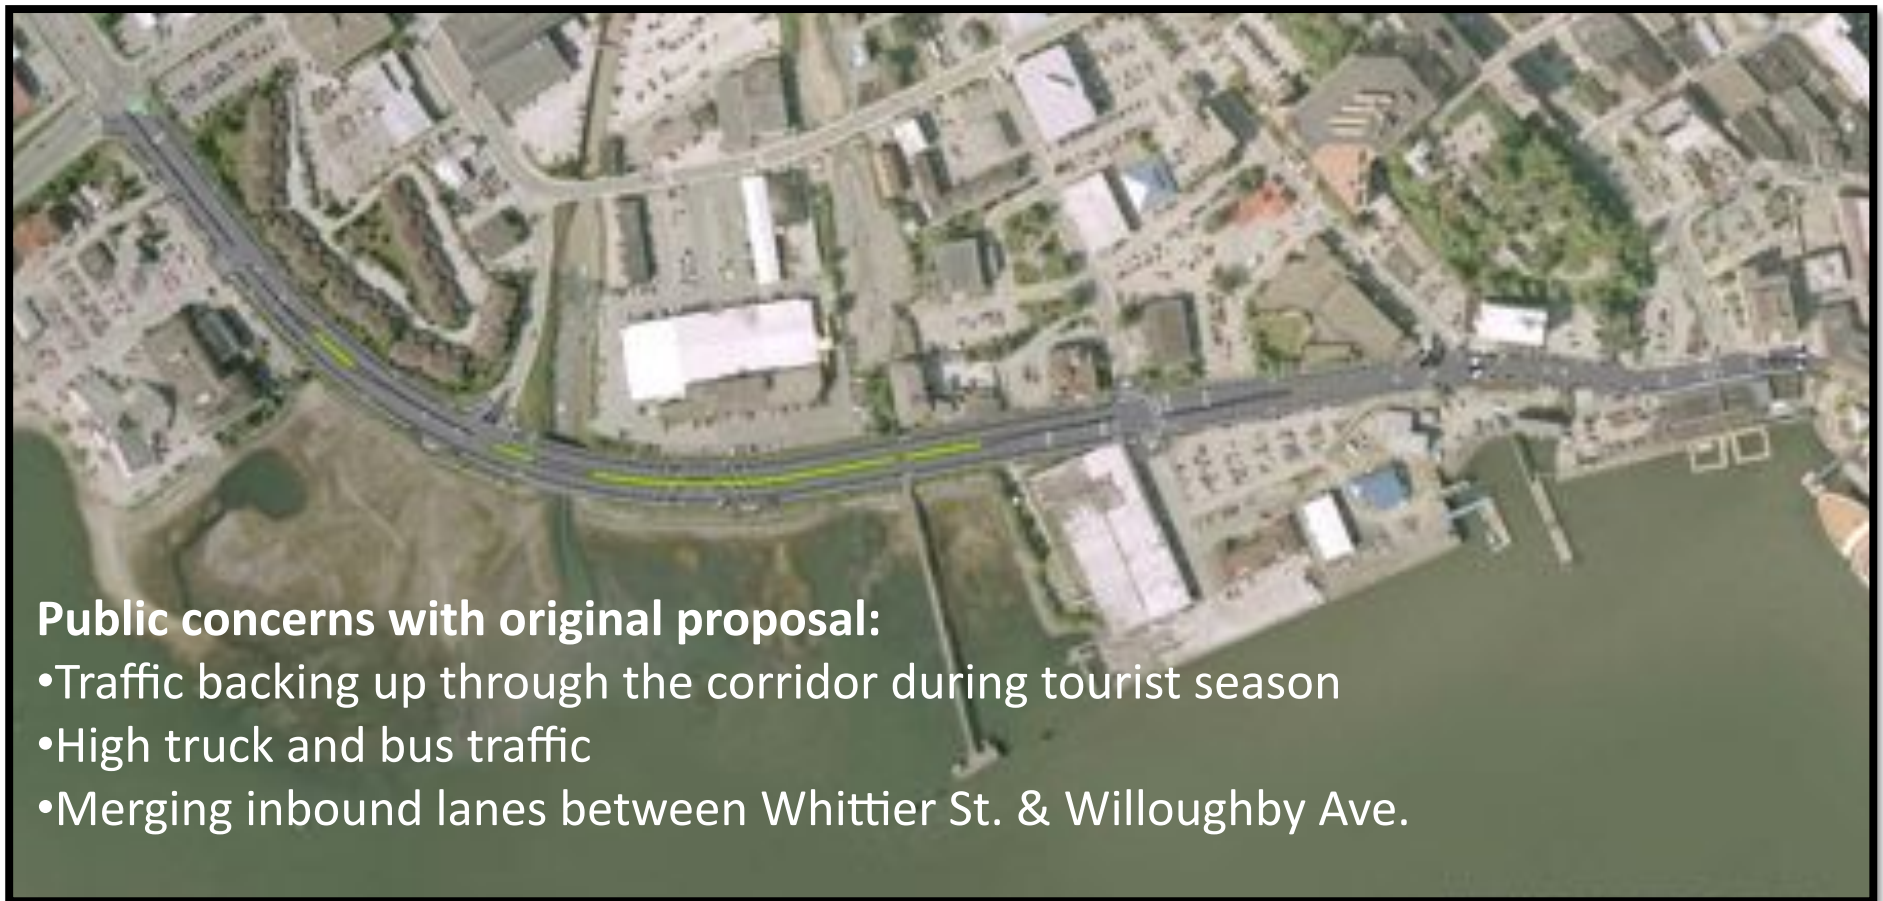 Public concerns with original proposal:
•Traffic backing up through the corridor during tourist season
•High truck and bus traffic
•Merging inbound lanes between Whittier St. & Willoughby Ave.